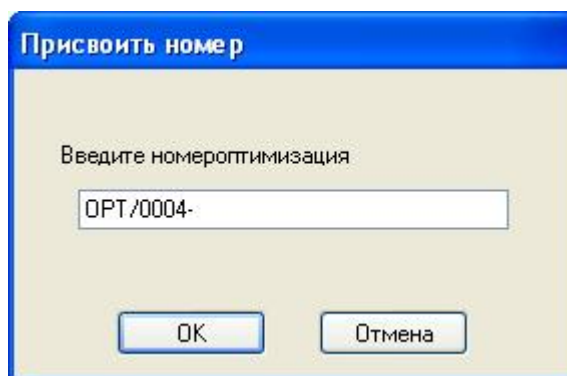 Присвоить номер
Введите номероптимизация
OPT/0004-
OK
Отмена